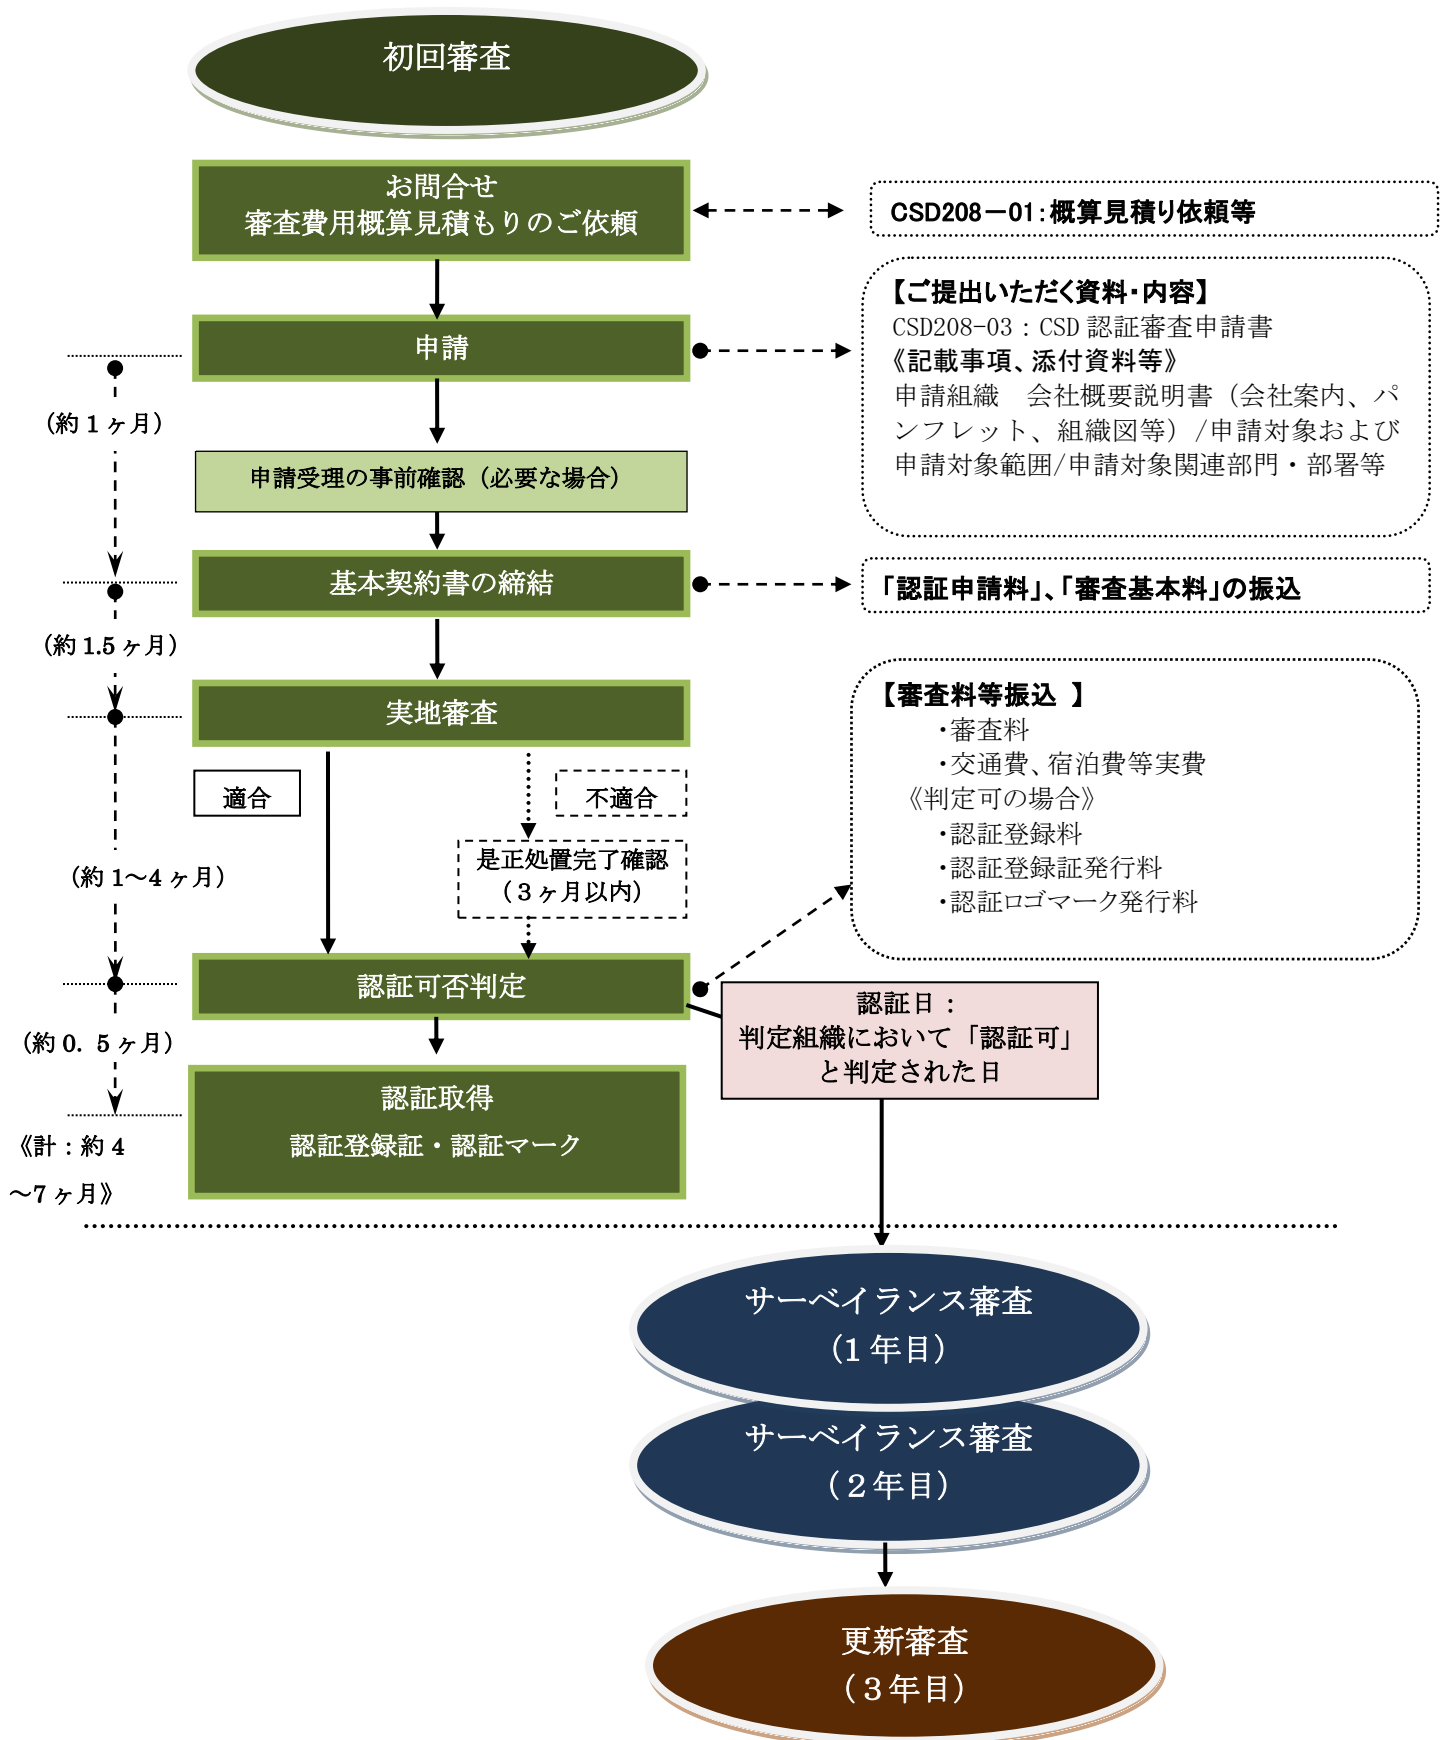 初回審査
お問合せ
審査費用概算見積もりのご依頼
CSD208－01：概算見積り依頼等
申請
【ご提出いただく資料・内容】
CSD208-03：CSD 認証審査申請書
《記載事項、添付資料等》
申請組織　会社概要説明書（会社案内、パ
ンフレット、組織図等）/申請対象および
申請対象範囲/申請対象関連部門・部署等
(約 1 ヶ月)
申請受理の事前確認（必要な場合）
基本契約書の締結
「認証申請料」、「審査基本料」の振込
(約 1.5 ヶ月)
実地審査
【審査料等振込 】
・審査料
・交通費、宿泊費等実費
《判定可の場合》
・認証登録料
・認証登録証発行料
・認証ロゴマーク発行料
適合
不適合
是正処置完了確認
（３ヶ月以内）
(約 1～4 ヶ月)
認証可否判定
認証日：
判定組織において「認証可」
と判定された日
(約 0. 5 ヶ月)
認証取得
認証登録証・認証マーク
《計：約 4
～7 ヶ月》
サーベイランス審査
(1 年目)
サーベイランス審査
（２年目）
更新審査
（３年目）